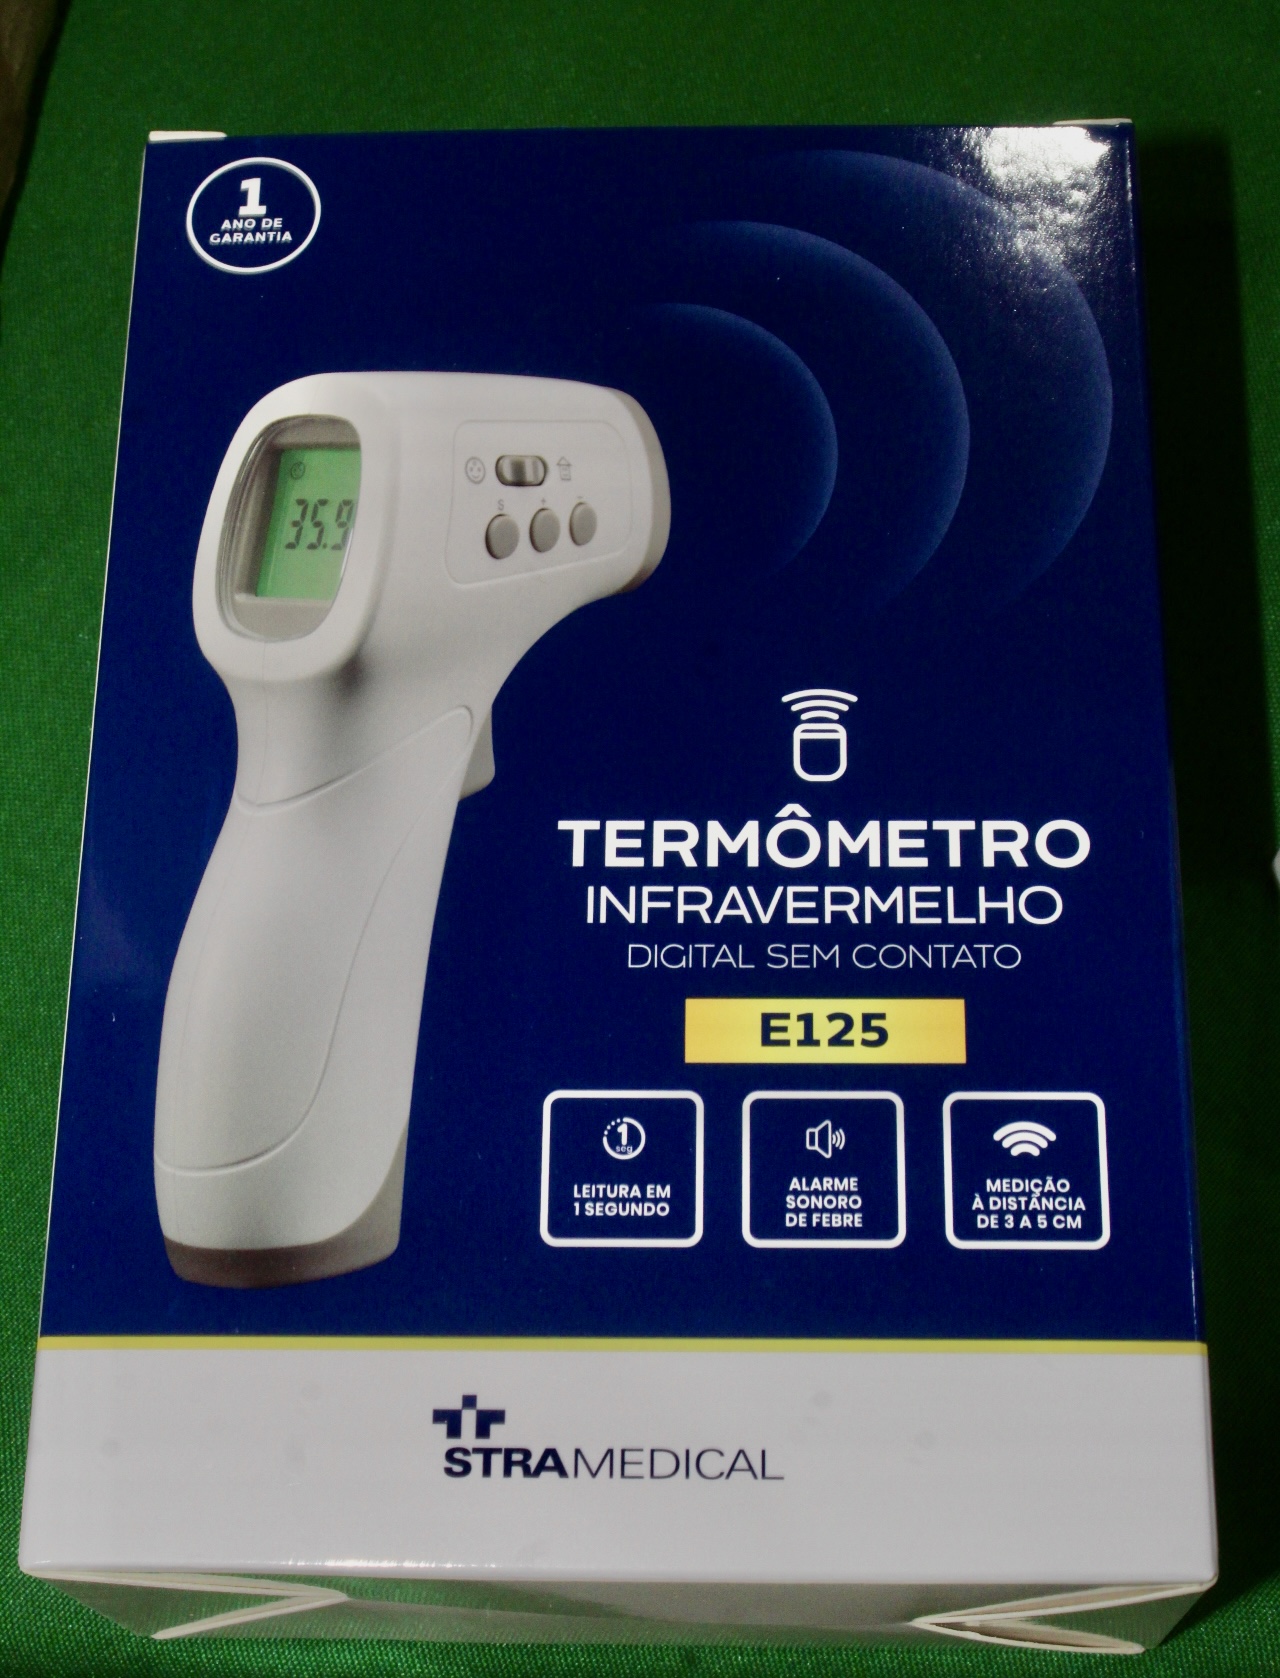 1
ANO DE
GARANTIA
35.9
S + -
TERMÔMETRO
INFRAVERMELHO
DIGITAL SEM CONTATO
E125
1
seg
LEITURA EM
1 SEGUNDO
ALARME
SONORO
DE FEBRE
MEDIÇÃO
À DISTÂNCIA
DE 3 A 5 CM
STRAMEDICAL